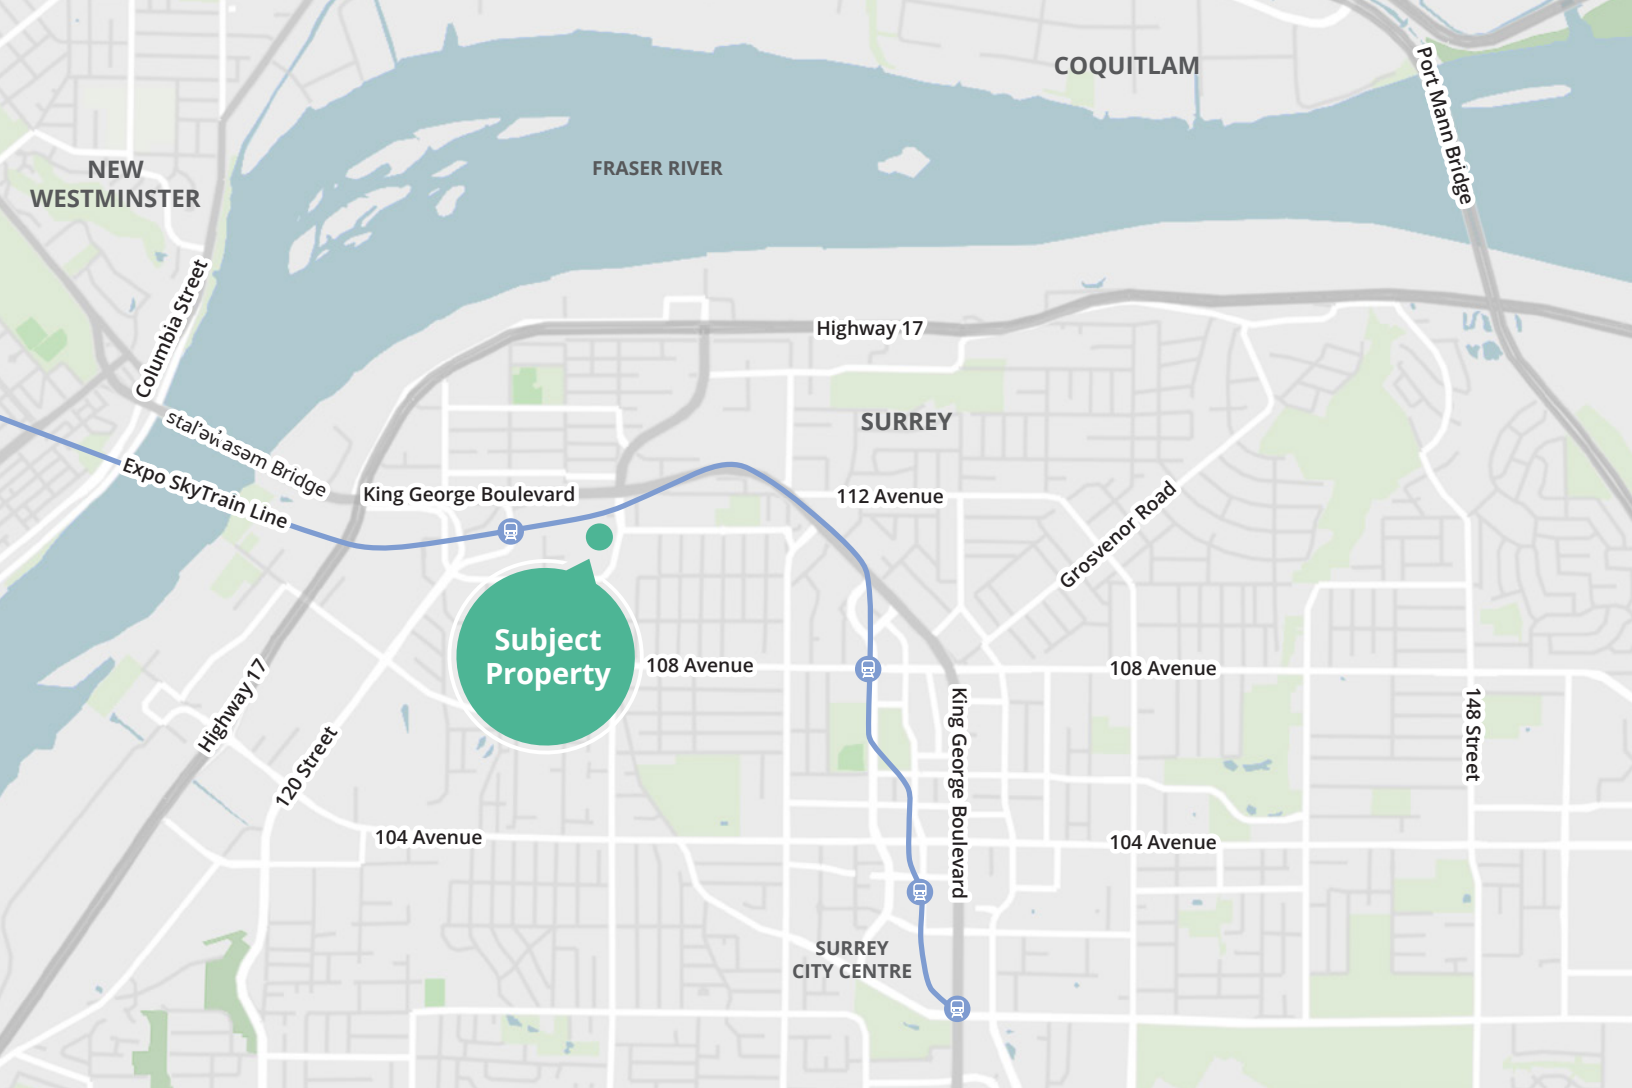 COQUITLAM
Port Mann Bridge
NEW
WESTMINSTER
FRASER RIVER
Columbia Street
Highway 17
SURREY
stal̓əw̓asəm Bridge
Expo SkyTrain Line
King George Boulevard
112 Avenue
Grosvenor Road
Subject
Property
108 Avenue
108 Avenue
Highway 17
King George Boulevard
148 Street
120 Street
104 Avenue
104 Avenue
SURREY
CITY CENTRE